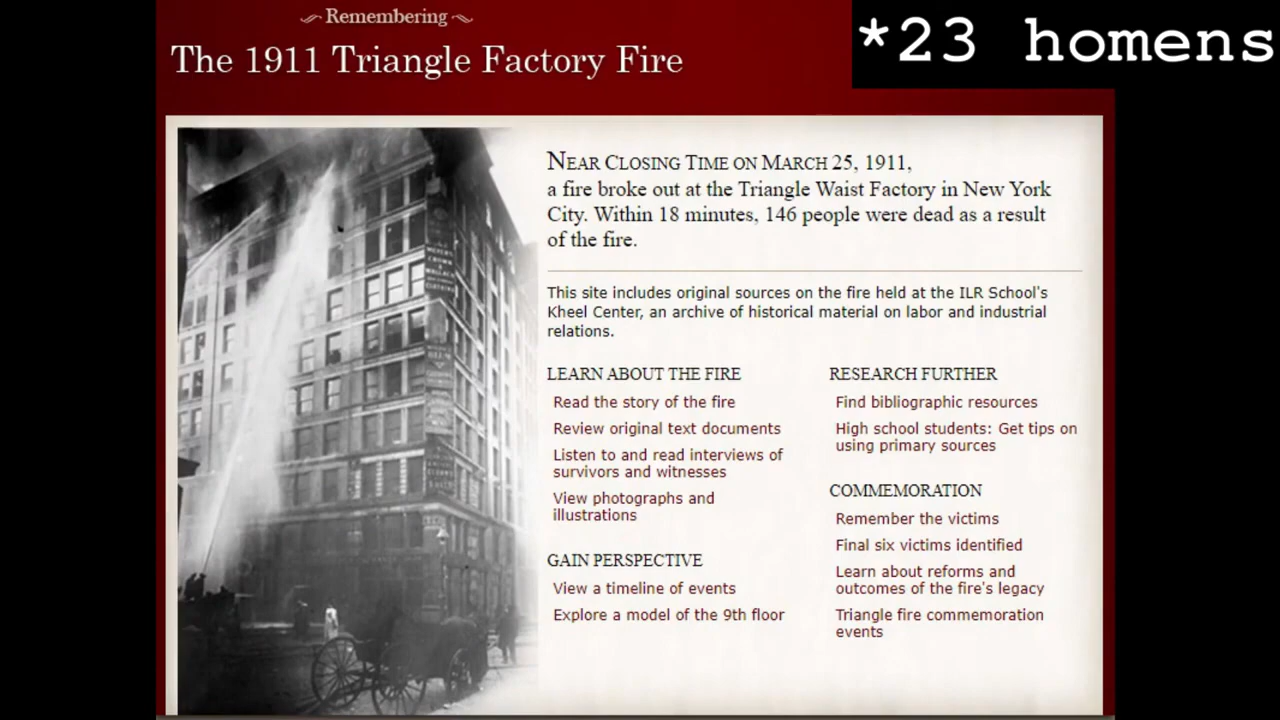 Remembering
The 1911 Triangle Factory Fire
*23 homens
NEAR CLOSING TIME ON MARCH 25, 1911,
a fire broke out at the Triangle Waist Factory in New York
City. Within 18 minutes, 146 people were dead as a result
of the fire.
This site includes original sources on the fire held at the ILR School's
Kheel Center, an archive of historical material on labor and industrial
relations.
LEARN ABOUT THE FIRE
Read the story of the fire
Review original text documents
Listen to and read interviews of
survivors and witnesses
View photographs and
illustrations
GAIN PERSPECTIVE
View a timeline of events
Explore a model of the 9th floor
RESEARCH FURTHER
Find bibliographic resources
High school students: Get tips on
using primary sources
COMMEMORATION
Remember the victims
Final six victims identified
Learn about reforms and
outcomes of the fire's legacy
Triangle fire commemoration
events